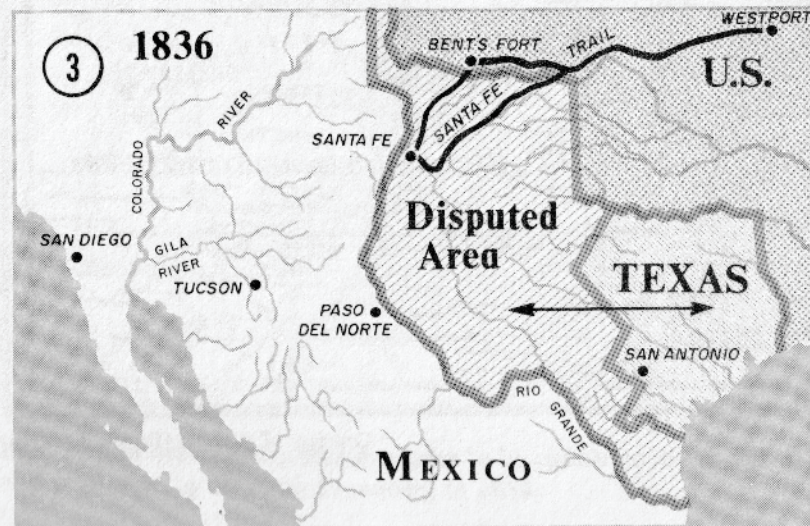 3
1836
WESTPORT
BENT'S FORT
TRAIL
U.S.
SANTA FE
RIVER
COLORADO
SANTA FE
Disputed
Area
SAN DIEGO
GILA
RIVER
TUCSON
TEXAS
PASO
DEL NORTE
SAN ANTONIO
RIO
GRANDE
MEXICO